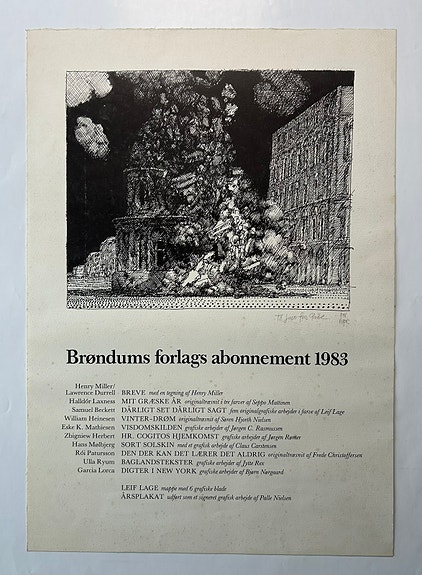 Brøndums forlags abonnement 1983
Henry Miller/
Lawrence Durrell BREVE med en tegning af Henry Miller
Halldór Laxness MIT GRÆSKE ÅR originaltræsnit i tre farver af Seppo Mattinen
Samuel Beckett DÅRLIGT SET DÅRLIGT SAGT fem originalgrafiske arbejder i farve af Leif Lage
William Heinesen VINTER-DRØM originaltræsnit af Søren Hjorth Nielsen
Eske K. Mathiesen VISDOMSKILDEN grafiske arbejder af Jørgen C. Rasmussen
Zbigniew Herbert HR. COGITOS HJEMKOMST grafiske arbejder af Jørgen Rømer
Hans Mølbjerg SORT SOLSKIN med et grafisk arbejde af Claus Carstensen
Rói Patursson DEN DER KAN DET LÆRER DET ALDRIG originaltræsnit af Frode Christoffersen
Ulla Ryum BAGLANDSTEKSTER grafiske arbejder af Jytte Rex
Garcia Lorca DIGTER I NEW YORK grafiske arbejder af Bjørn Nørgaard
LEIF LAGE mappe med 6 grafiske blade
ÅRSPLAKAT udført som et signeret grafisk arbejde af Palle Nielsen